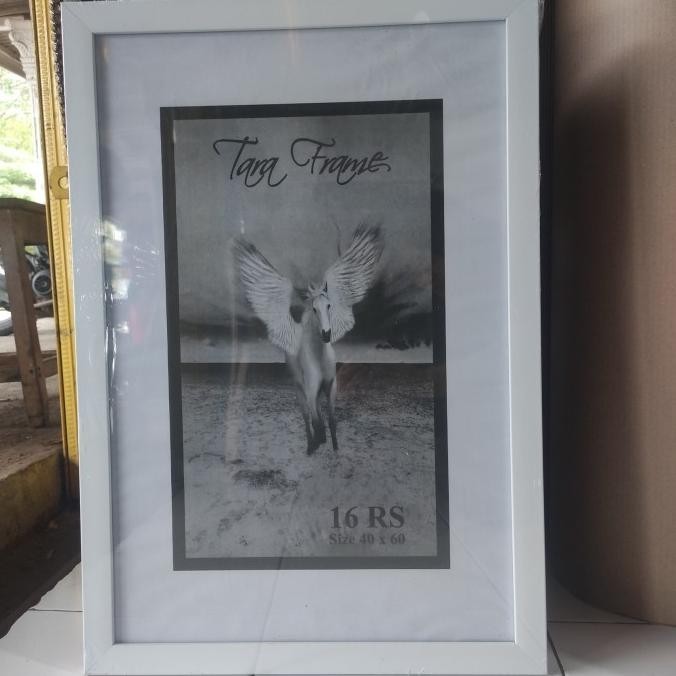 Tara Frame
16 RS
Size 40 x 60